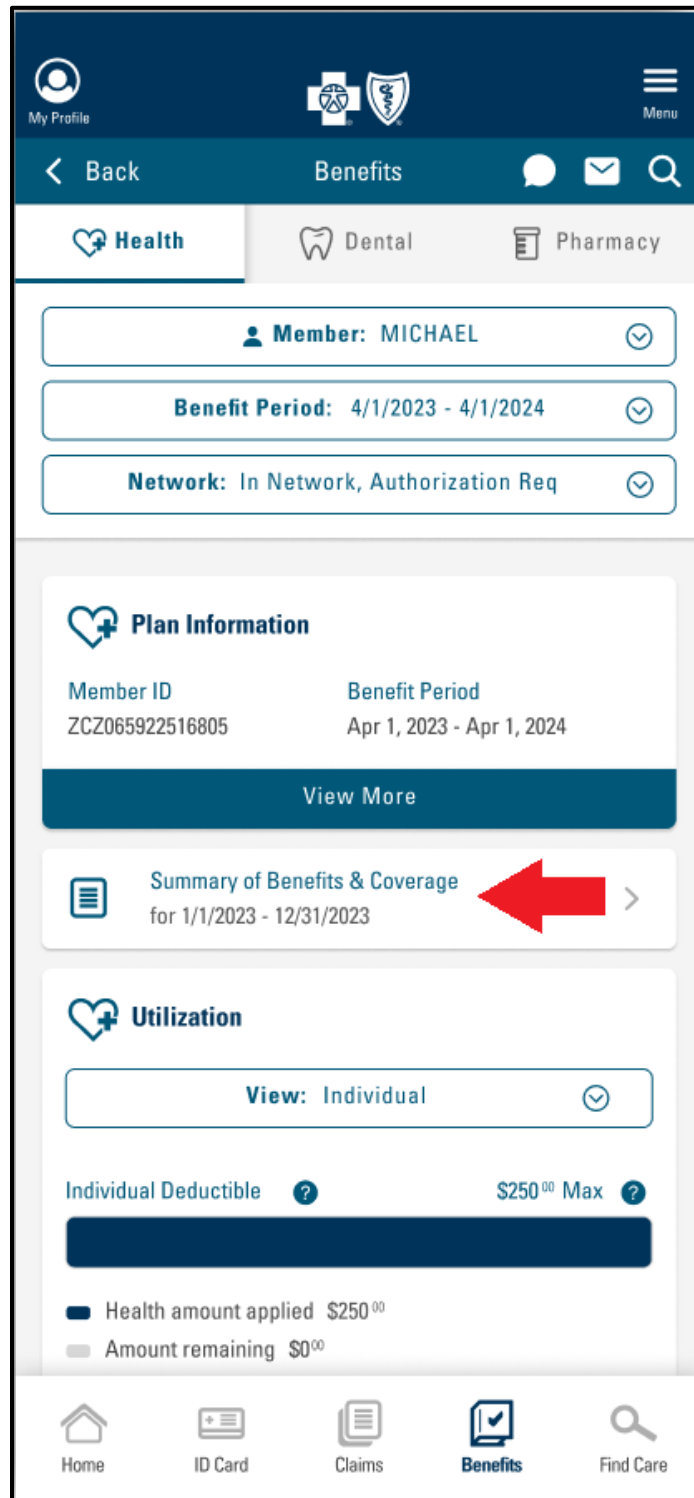 My Profile
Menu
Back Benefits
Health Dental Pharmacy
Member: MICHAEL
Benefit Period: 4/1/2023 - 4/1/2024
Network: In Network, Authorization Req
Plan Information
Member ID Benefit Period
ZCZ065922516805 Apr 1, 2023 - Apr 1, 2024
View More
Summary of Benefits & Coverage
for 1/1/2023 - 12/31/2023
Utilization
View: Individual
Individual Deductible ? $250⁰⁰ Max ?
Health amount applied $250⁰⁰
Amount remaining $0⁰⁰
Home ID Card Claims Benefits Find Care